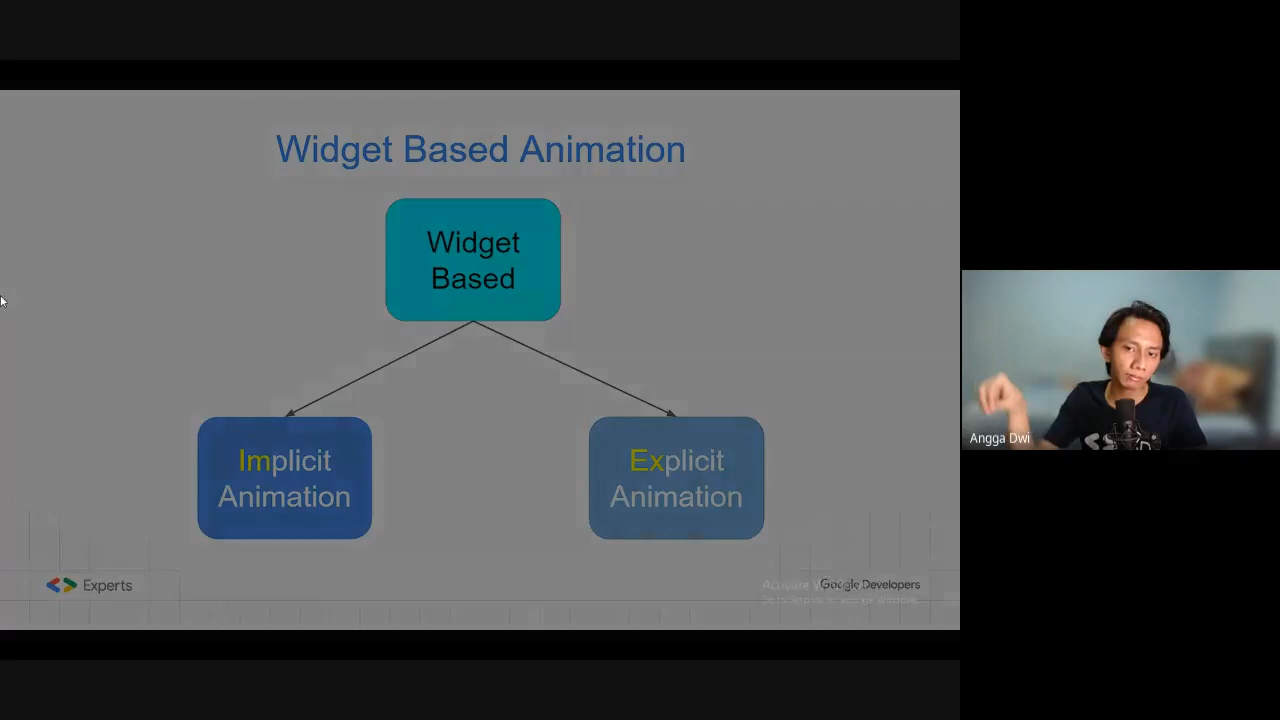 Widget Based Animation
Widget
Based
Implicit
Animation
Explicit
Animation
Experts
Google Developers
Angga Dwi